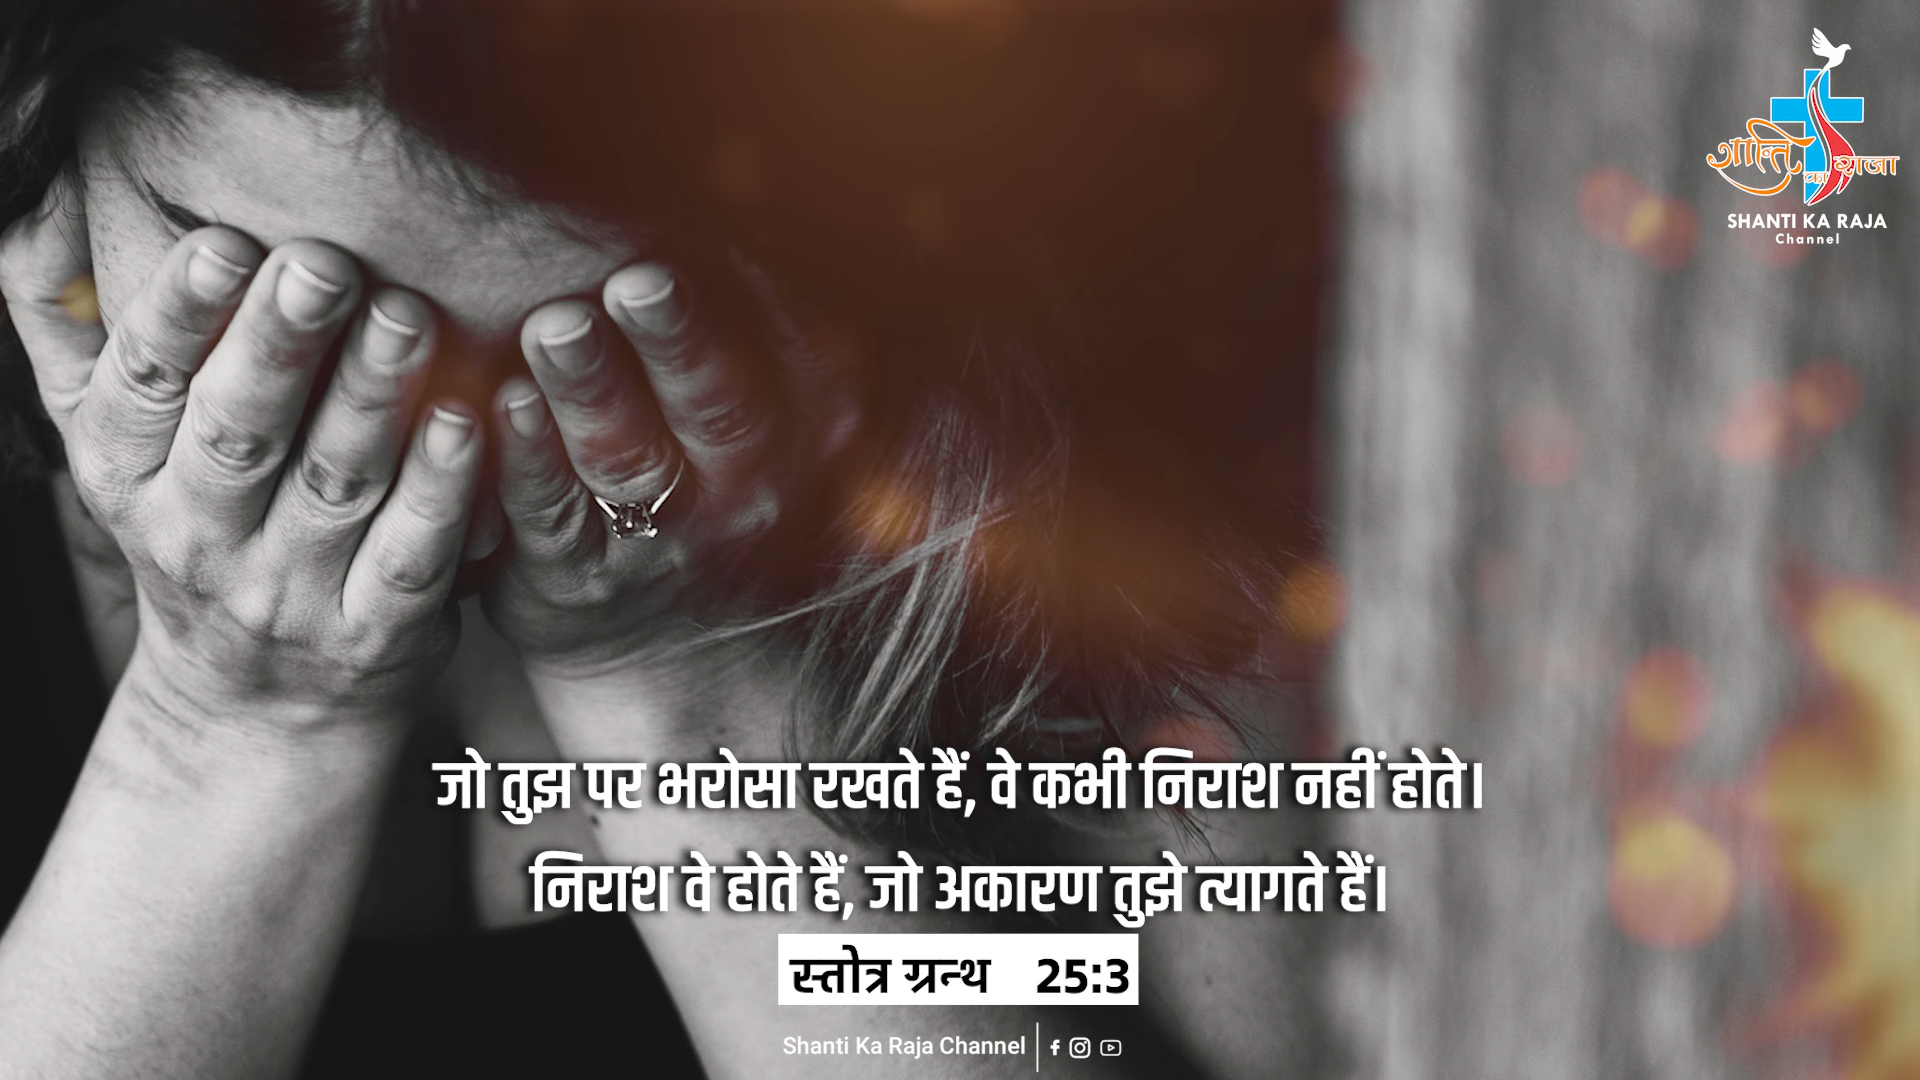 शान्ति का राजा
SHANTI KA RAJA
Channel
जो तुझ पर भरोसा रखते हैं, वे कभी निराश नहीं होते।
निराश वे होते हैं, जो अकारण तुझे त्यागते हैं।
स्तोत्र ग्रन्थ 25:3
Shanti Ka Raja Channel